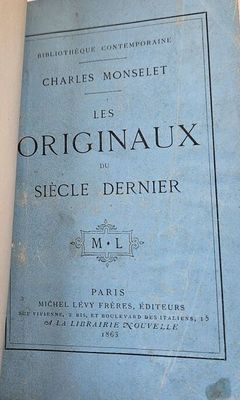 BIBLIOTHÈQUE CONTEMPORAINE
CHARLES MONSELET
LES
ORIGINAUX
DU
SIÈCLE DERNIER
M · L
PARIS
MICHEL LÉVY FRÈRES, ÉDITEURS
RUE VIVIENNE, 2 BIS, ET BOULEVARD DES ITALIENS, 15
A LA LIBRAIRIE NOUVELLE